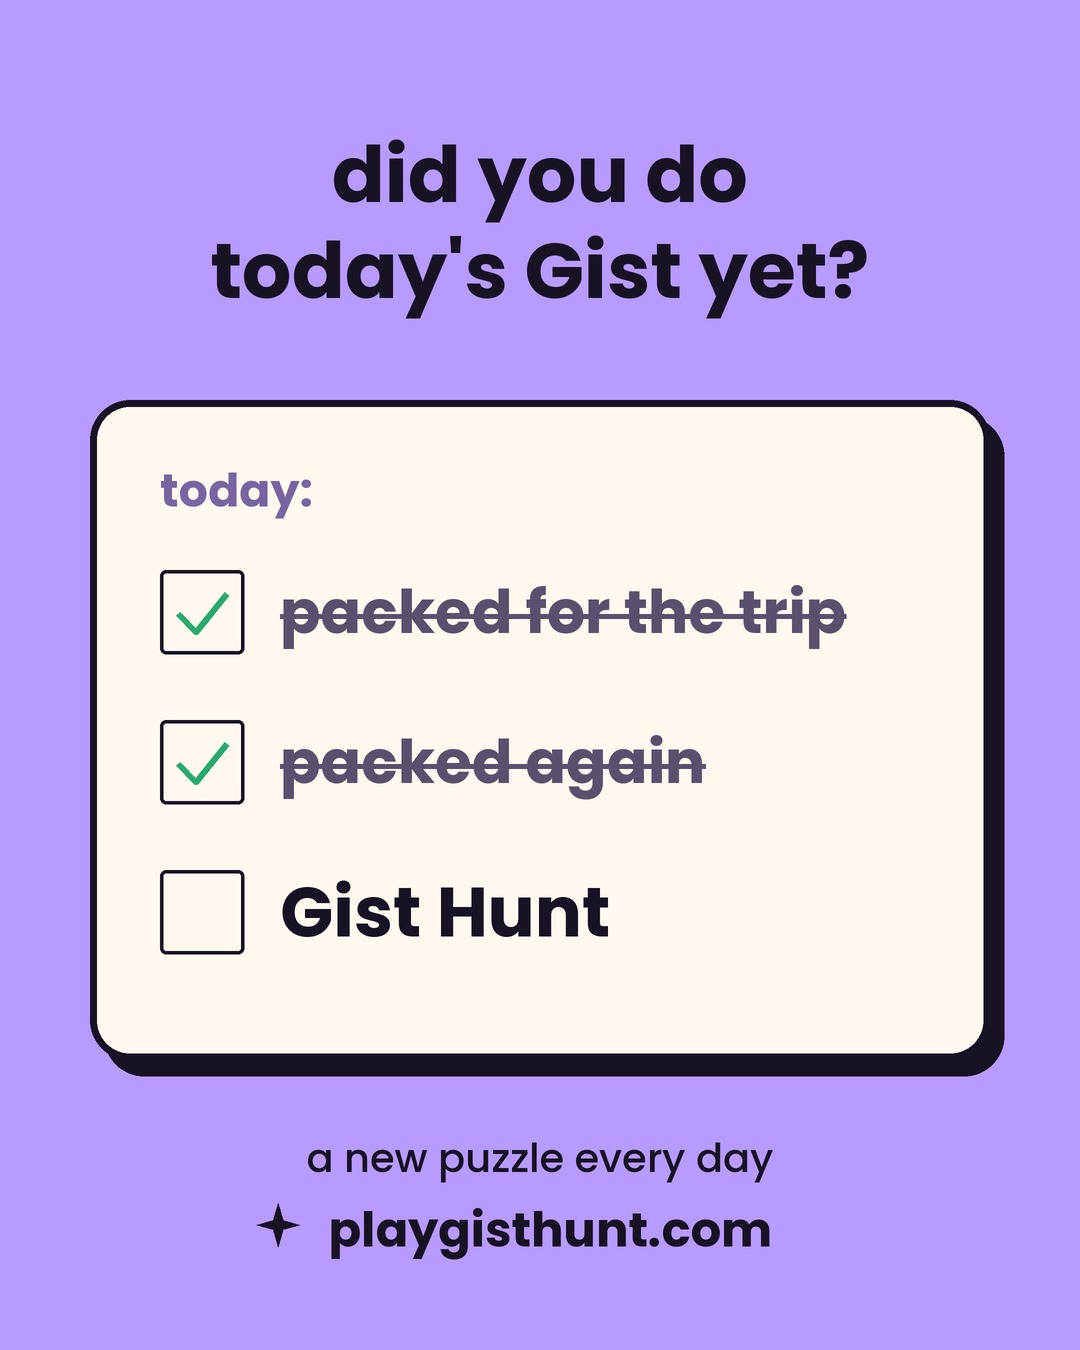 did you do
today's Gist yet?
today:
packed for the trip
packed again
Gist Hunt
a new puzzle every day
playgisthunt.com